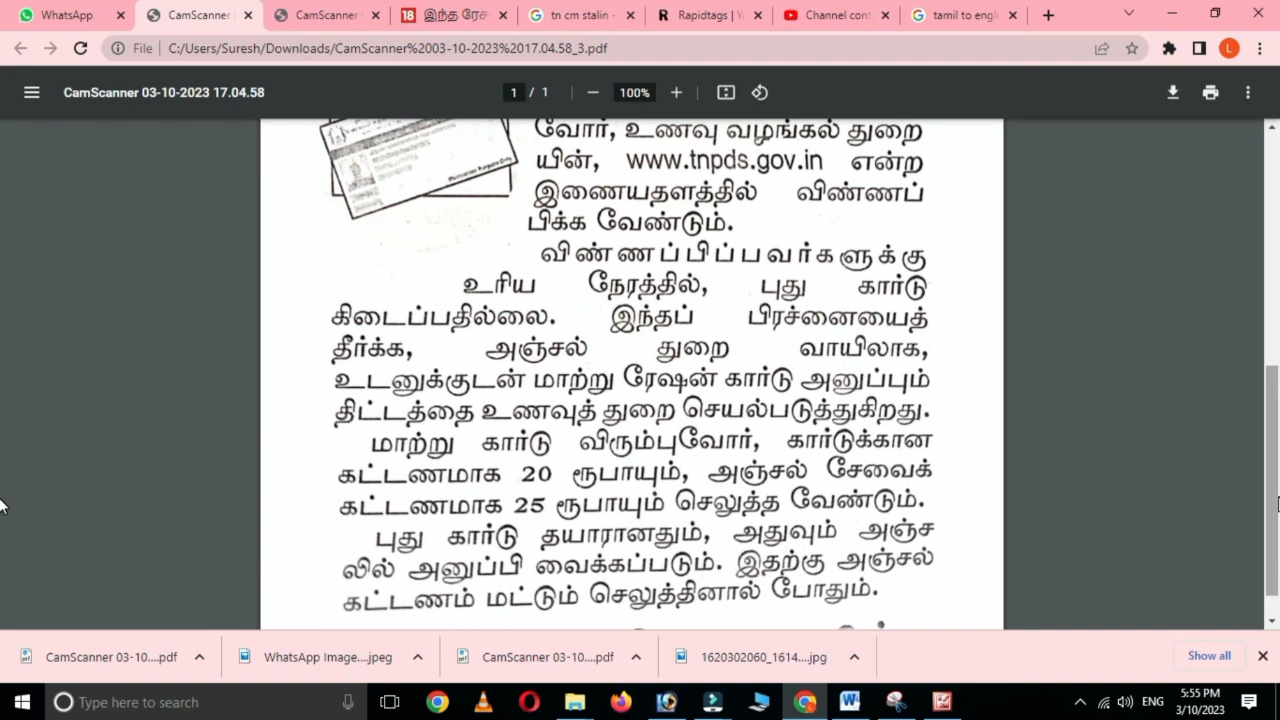 WhatsApp
CamScanner
CamScanner
18 இந்த ரேச
tn cm stalin -
Rapidtags | Yo
Channel cont
tamil to engli
File C:/Users/Suresh/Downloads/CamScanner%2003-10-2023%2017.04.58_3.pdf
L
CamScanner 03-10-2023 17.04.58
1 / 1
100%
வோர், உணவு வழங்கல் துறை
யின், www.tnpds.gov.in என்ற
இணையதளத்தில் விண்ணப்
பிக்க வேண்டும்.
விண்ணப்பிப்பவர்களுக்கு
உரிய நேரத்தில், புது கார்டு
கிடைப்பதில்லை. இந்தப் பிரச்னையைத்
தீர்க்க, அஞ்சல் துறை வாயிலாக,
உடனுக்குடன் மாற்று ரேஷன் கார்டு அனுப்பும்
திட்டத்தை உணவுத் துறை செயல்படுத்துகிறது.
மாற்று கார்டு விரும்புவோர், கார்டுக்கான
கட்டணமாக 20 ரூபாயும், அஞ்சல் சேவைக்
கட்டணமாக 25 ரூபாயும் செலுத்த வேண்டும்.
புது கார்டு தயாரானதும், அதுவும் அஞ்ச
லில் அனுப்பி வைக்கப்படும். இதற்கு அஞ்சல்
கட்டணம் மட்டும் செலுத்தினால் போதும்.
CamScanner 03-10....pdf
WhatsApp Image....jpeg
CamScanner 03-10....pdf
1620302060_1614....jpg
Show all
Type here to search
ENG
5:55 PM
3/10/2023